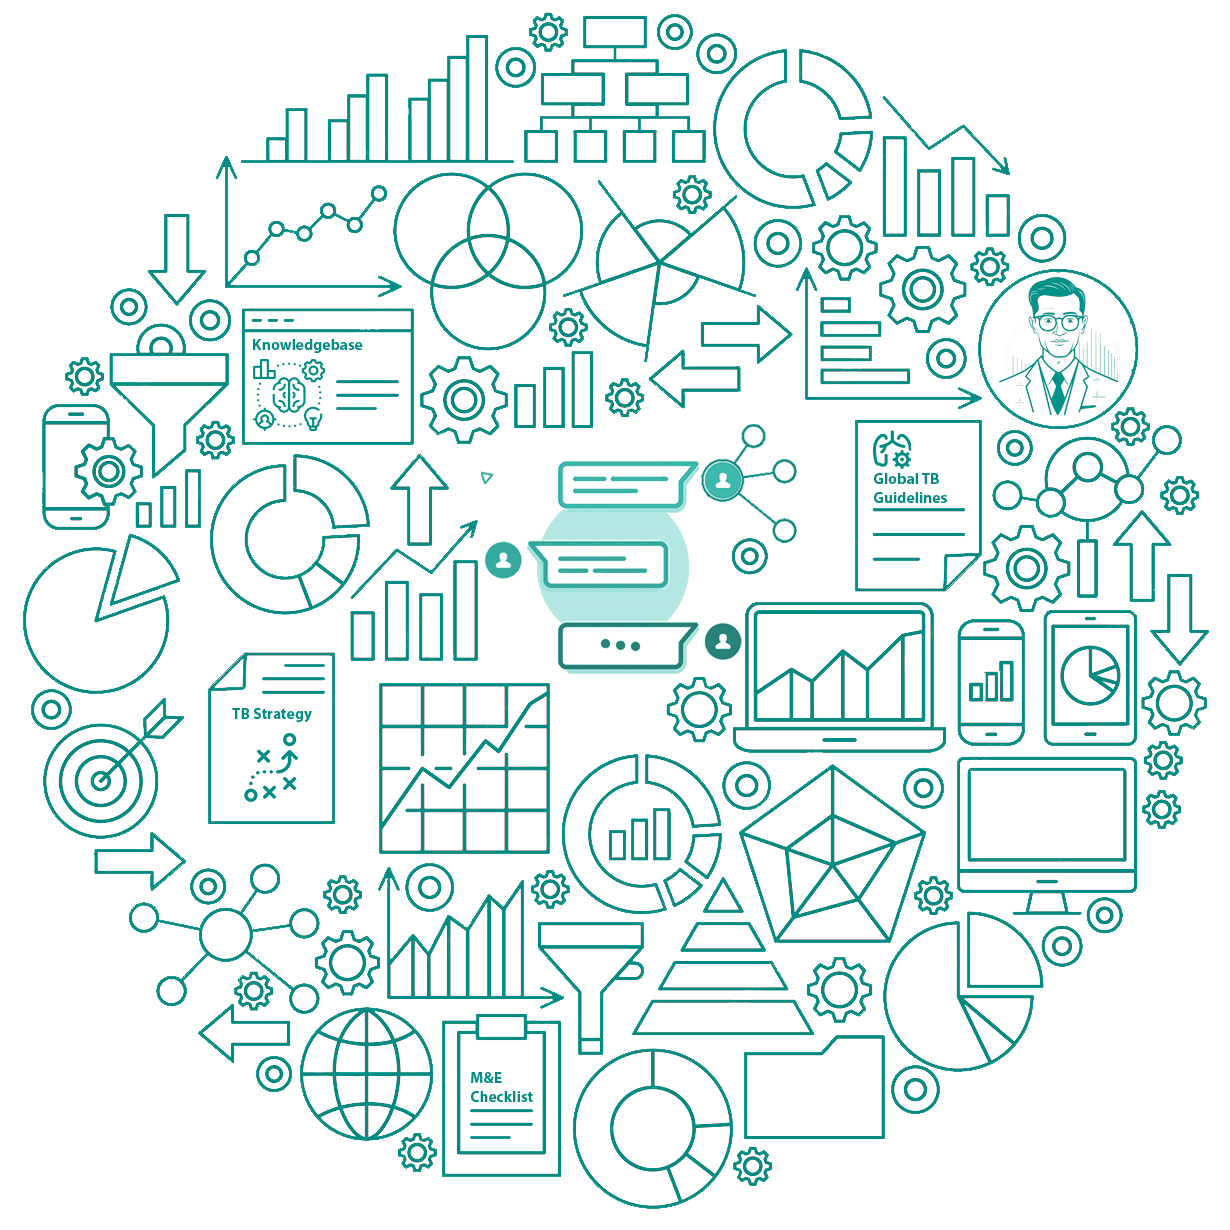 Knowledgebase
Global TB
Guidelines
TB Strategy
M&E
Checklist